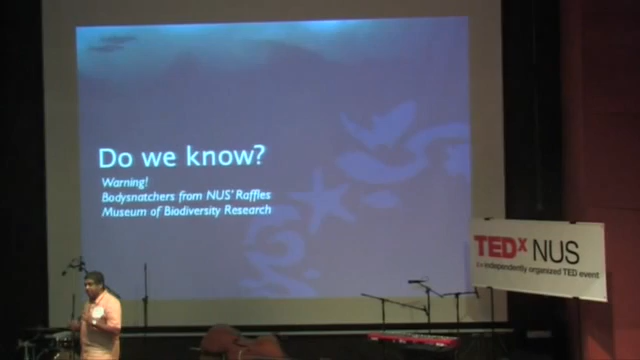 Do we know?
Warning!
Bodysnatchers from NUS' Raffles
Museum of Biodiversity Research
TEDx NUS
x= independently organized TED event